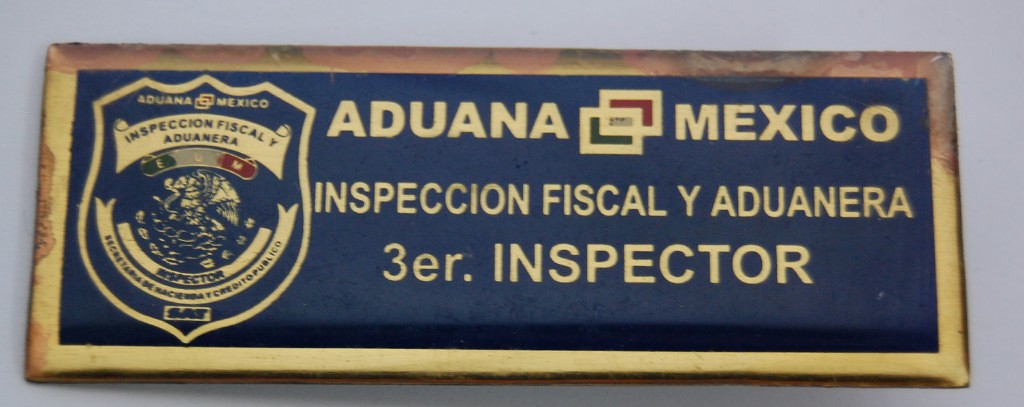 ADUANA MEXICO
INSPECCION FISCAL Y
ADUANERA
E U M
INSPECTOR
SECRETARIA DE HACIENDA Y CREDITO PUBLICO
SAT
ADUANA MEXICO
INSPECCION FISCAL Y ADUANERA
3er. INSPECTOR